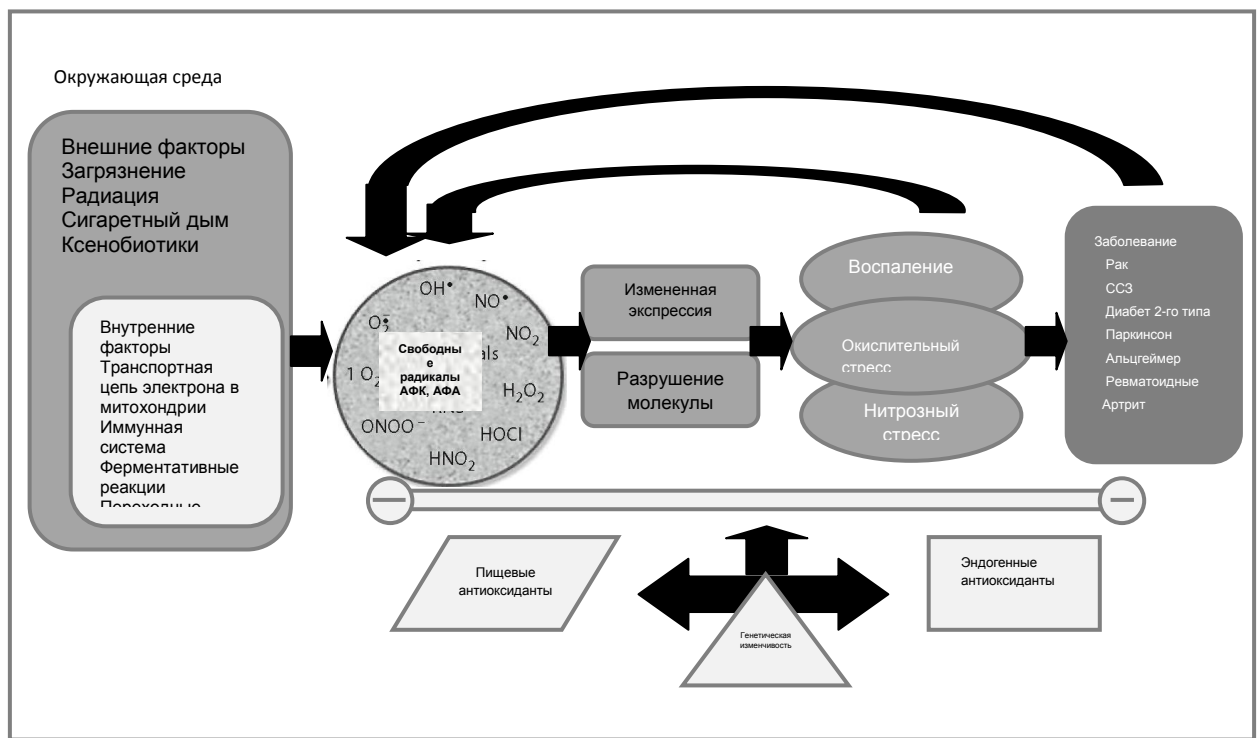 Окружающая среда
Внешние факторы
Загрязнение
Радиация
Сигаретный дым
Ксенобиотики
Внутренние
факторы
Транспортная
цепь электрона в
митохондрии
Иммунная
система
Ферментативные
реакции
Переходные
OH•
NO•
O₂•̄
NO₂
Свободны
е
радикалы
АФК, АФА
als
1 O₂
H₂O₂
ONOO⁻
HOCl
HNO₂
Измененная
экспрессия
Разрушение
молекулы
Воспаление
Окислительный
стресс
Нитрозный
стресс
Заболевание
Рак
ССЗ
Диабет 2-го типа
Паркинсон
Альцгеймер
Ревматоидные
Артрит
Пищевые
антиоксиданты
Генетическая
изменчивость
Эндогенные
антиоксиданты